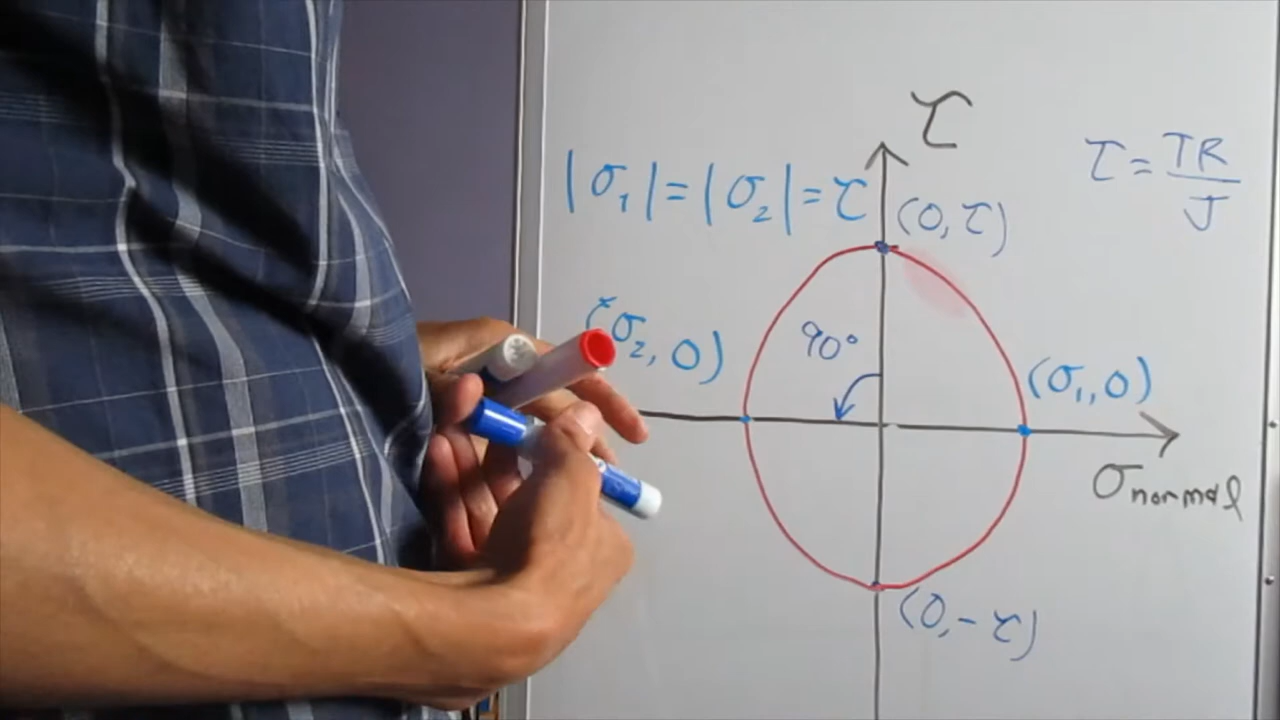 τ
τ = TR/J
|σ₁| = |σ₂| = τ
(0, τ)
(σ₂, 0)
90°
(σ₁, 0)
σnormal
(0, -τ)